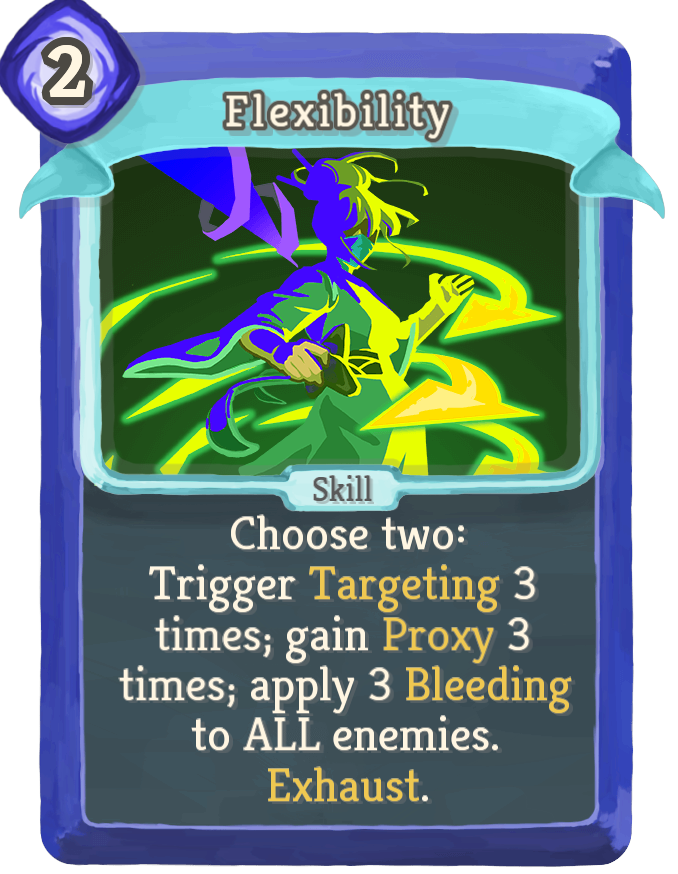 2
Flexibility
Skill
Choose two:
Trigger Targeting 3
times; gain Proxy 3
times; apply 3 Bleeding
to ALL enemies.
Exhaust.